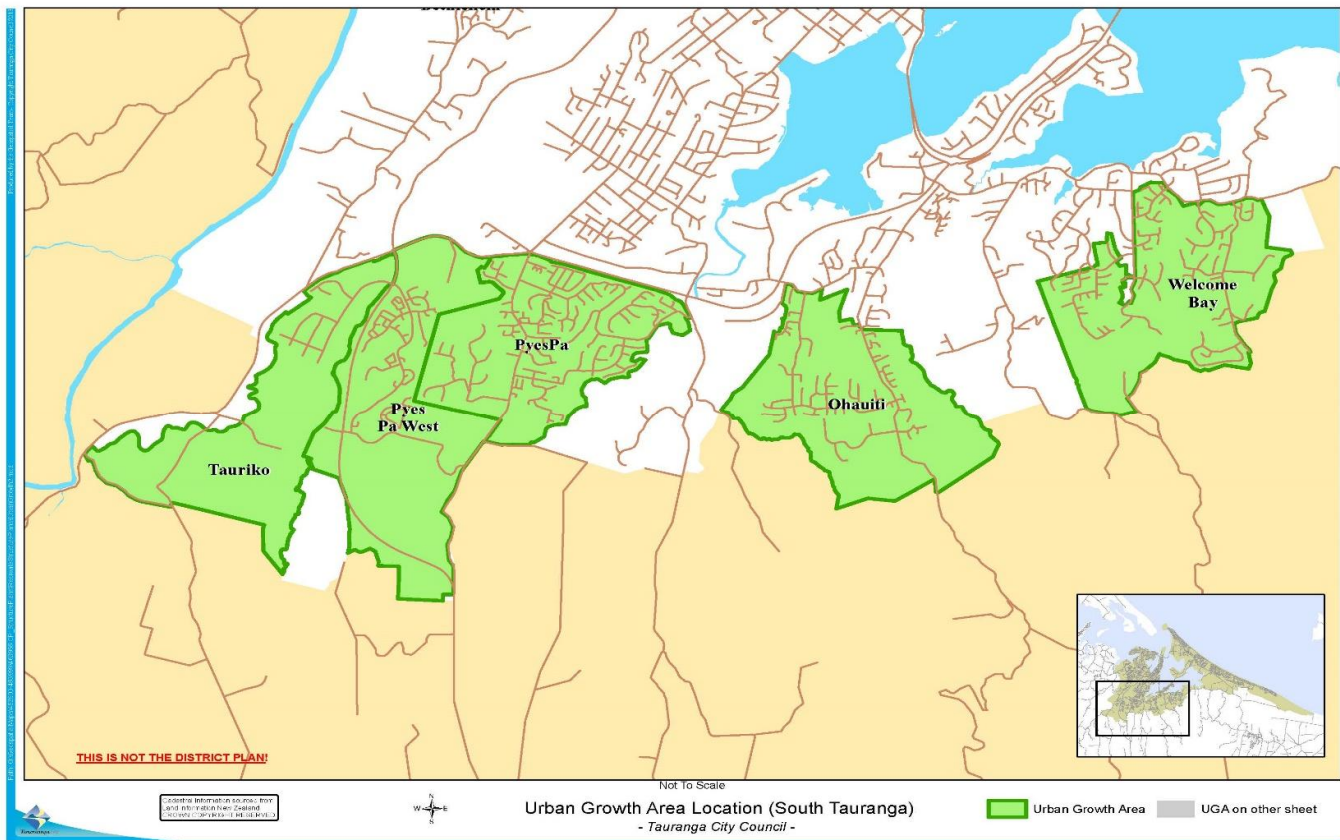 PyesPa
Pyes
Pa West
Tauriko
Ohauiti
Welcome
Bay
THIS IS NOT THE DISTRICT PLAN!
Not To Scale
Cadastral Information sources from
Land Information New Zealand
CROWN COPYRIGHT RESERVED
N
W
E
S
Urban Growth Area Location (South Tauranga)
- Tauranga City Council -
Urban Growth Area
UGA on other sheet